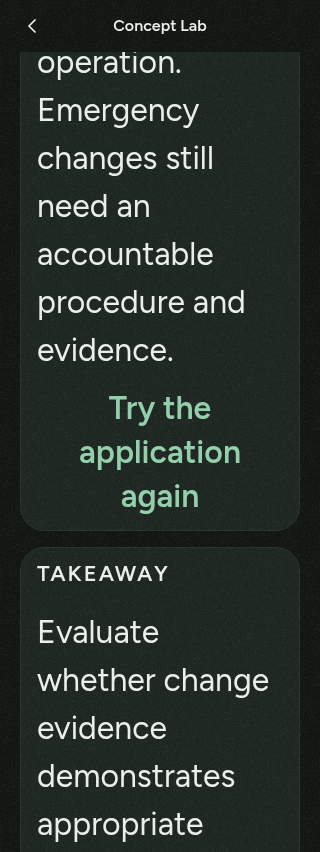 Concept Lab
operation.
Emergency
changes still
need an
accountable
procedure and
evidence.
Try the
application
again
TAKEAWAY
Evaluate
whether change
evidence
demonstrates
appropriate